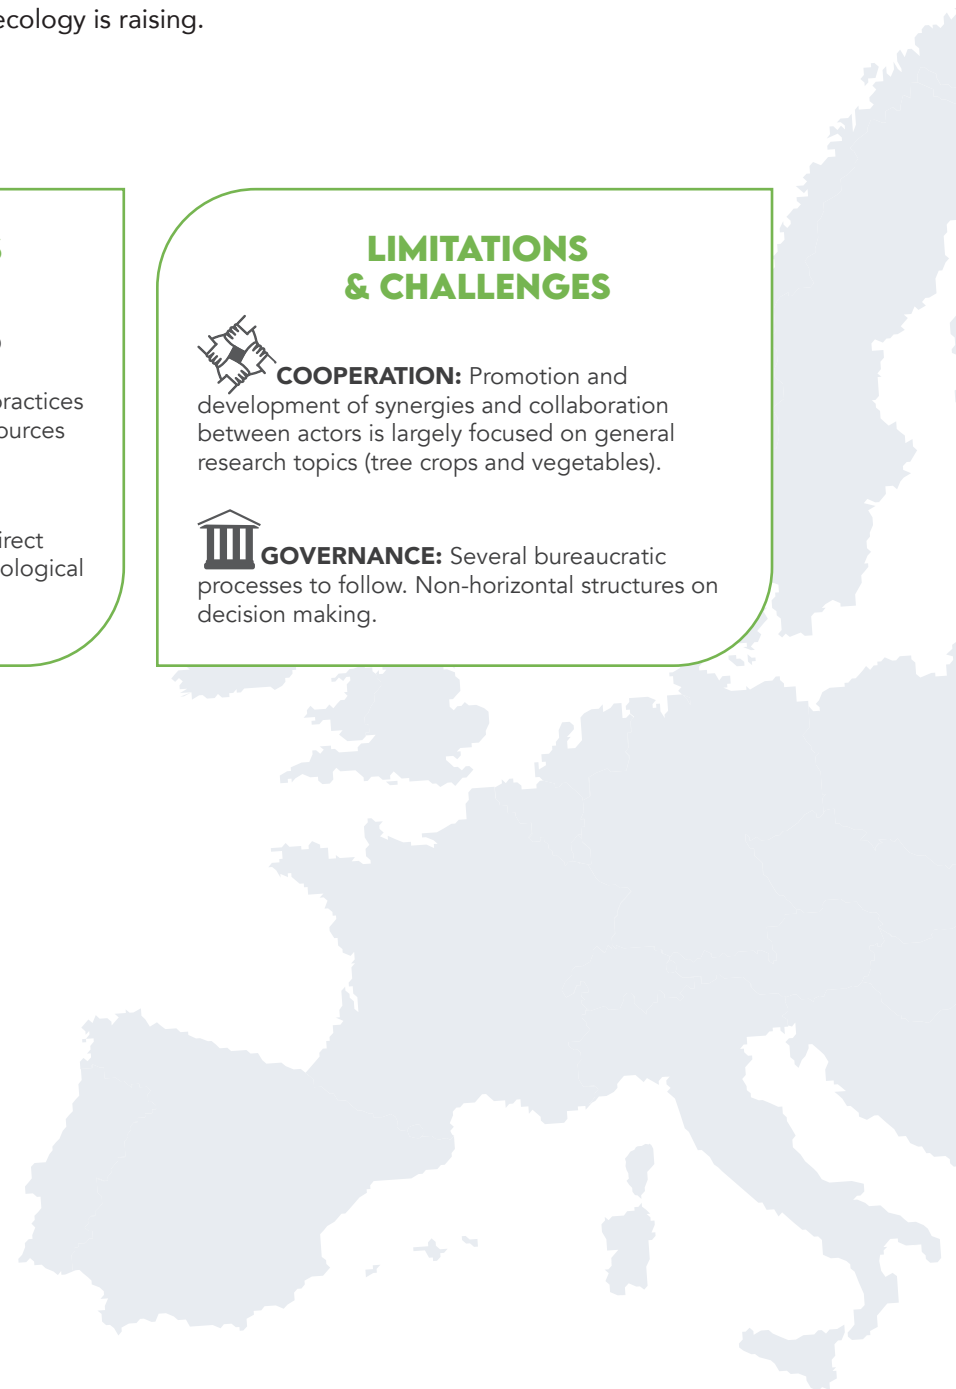 ecology is raising.
practices
ources
irect
ological
LIMITATIONS
& CHALLENGES
COOPERATION: Promotion and
development of synergies and collaboration
between actors is largely focused on general
research topics (tree crops and vegetables).
GOVERNANCE: Several bureaucratic
processes to follow. Non-horizontal structures on
decision making.